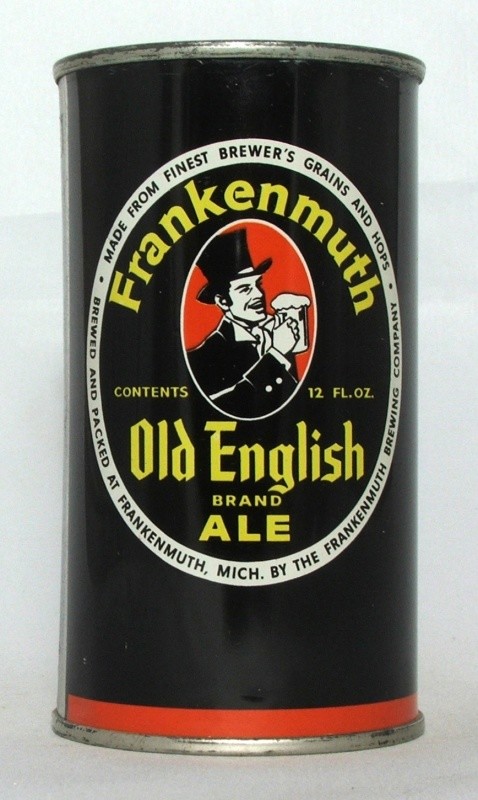 MADE FROM FINEST BREWER'S GRAINS AND HOPS
Frankenmuth
CONTENTS 12 FL.OZ.
Old English
BRAND
ALE
BREWED AND PACKED AT FRANKENMUTH, MICH. BY THE FRANKENMUTH BREWING COMPANY